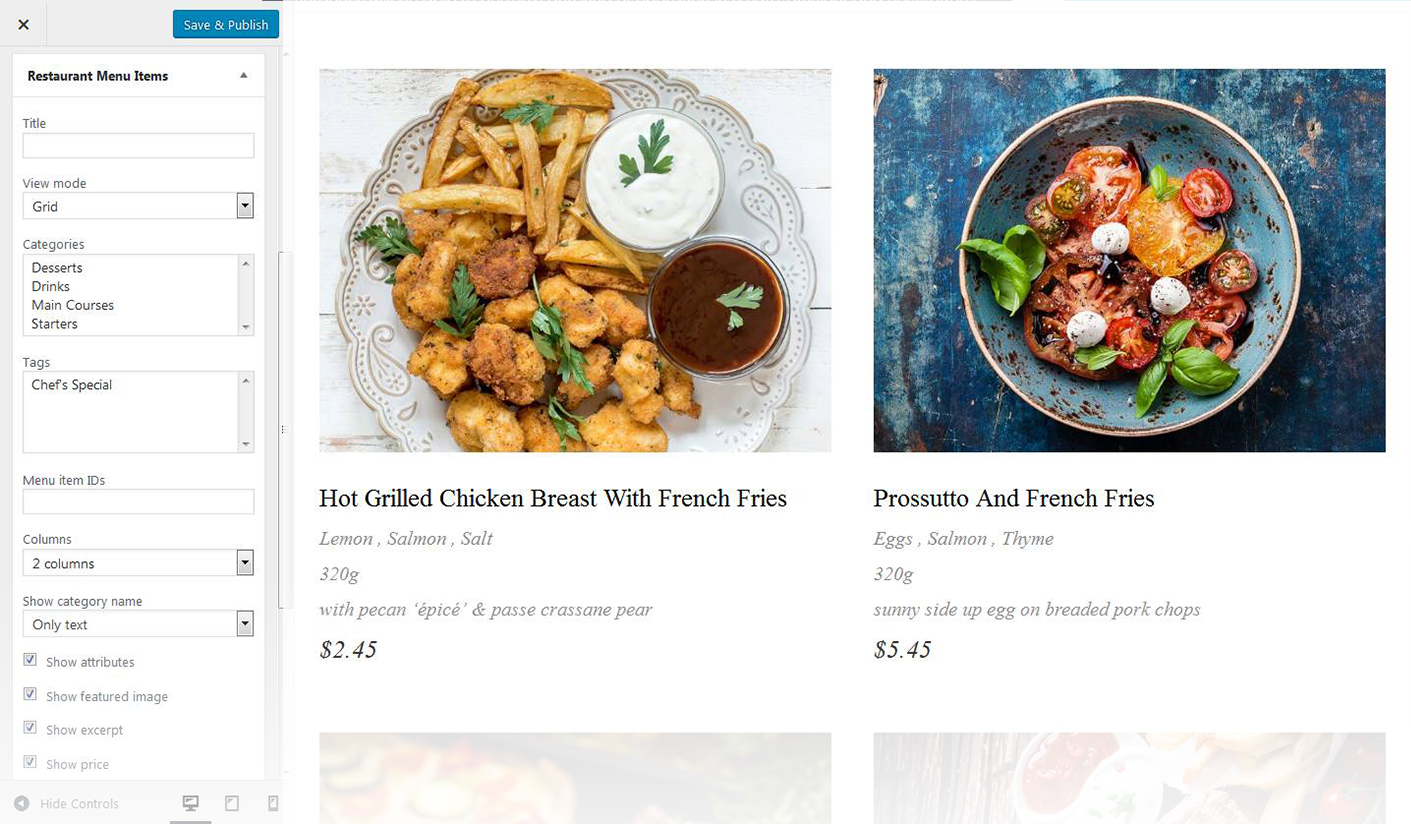 Save & Publish
Restaurant Menu Items
Title
View mode
Grid
Categories
Desserts
Drinks
Main Courses
Starters
Tags
Chef's Special
Menu item IDs
Columns
2 columns
Show category name
Only text
Show attributes
Show featured image
Show excerpt
Show price
Hide Controls
Hot Grilled Chicken Breast With French Fries
Lemon , Salmon , Salt
320g
with pecan ‘épicé’ & passe crassane pear
$2.45
Prossutto And French Fries
Eggs , Salmon , Thyme
320g
sunny side up egg on breaded pork chops
$5.45